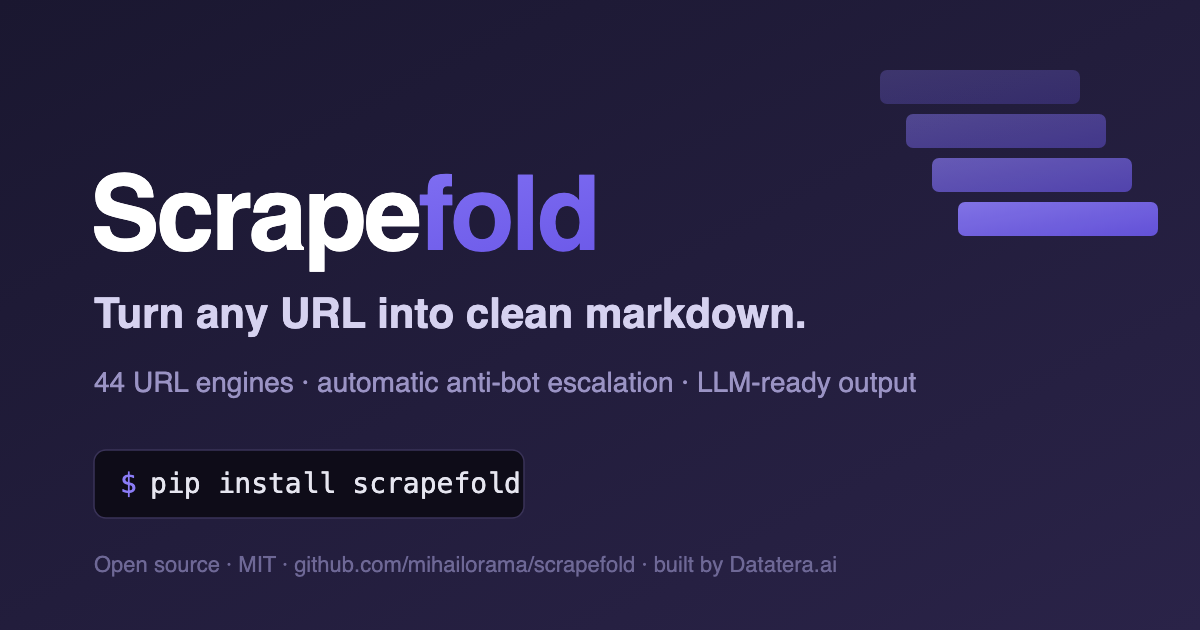 Scrapefold
Turn any URL into clean markdown.
44 URL engines · automatic anti-bot escalation · LLM-ready output
$ pip install scrapefold
Open source · MIT · github.com/mihailorama/scrapefold · built by Datatera.ai